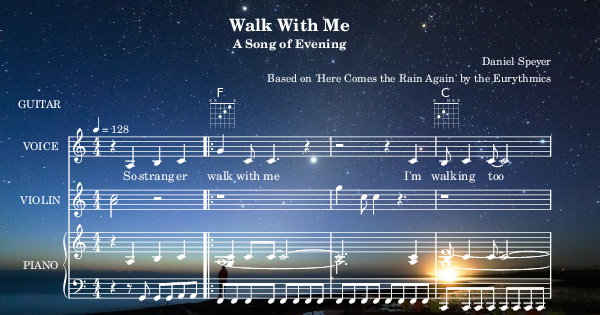 Walk With Me
A Song of Evening
Daniel Speyer
Based on 'Here Comes the Rain Again' by the Eurythmics
GUITAR
F
C
= 128
VOICE
So stranger walk with me I'm walking too
VIOLIN
PIANO